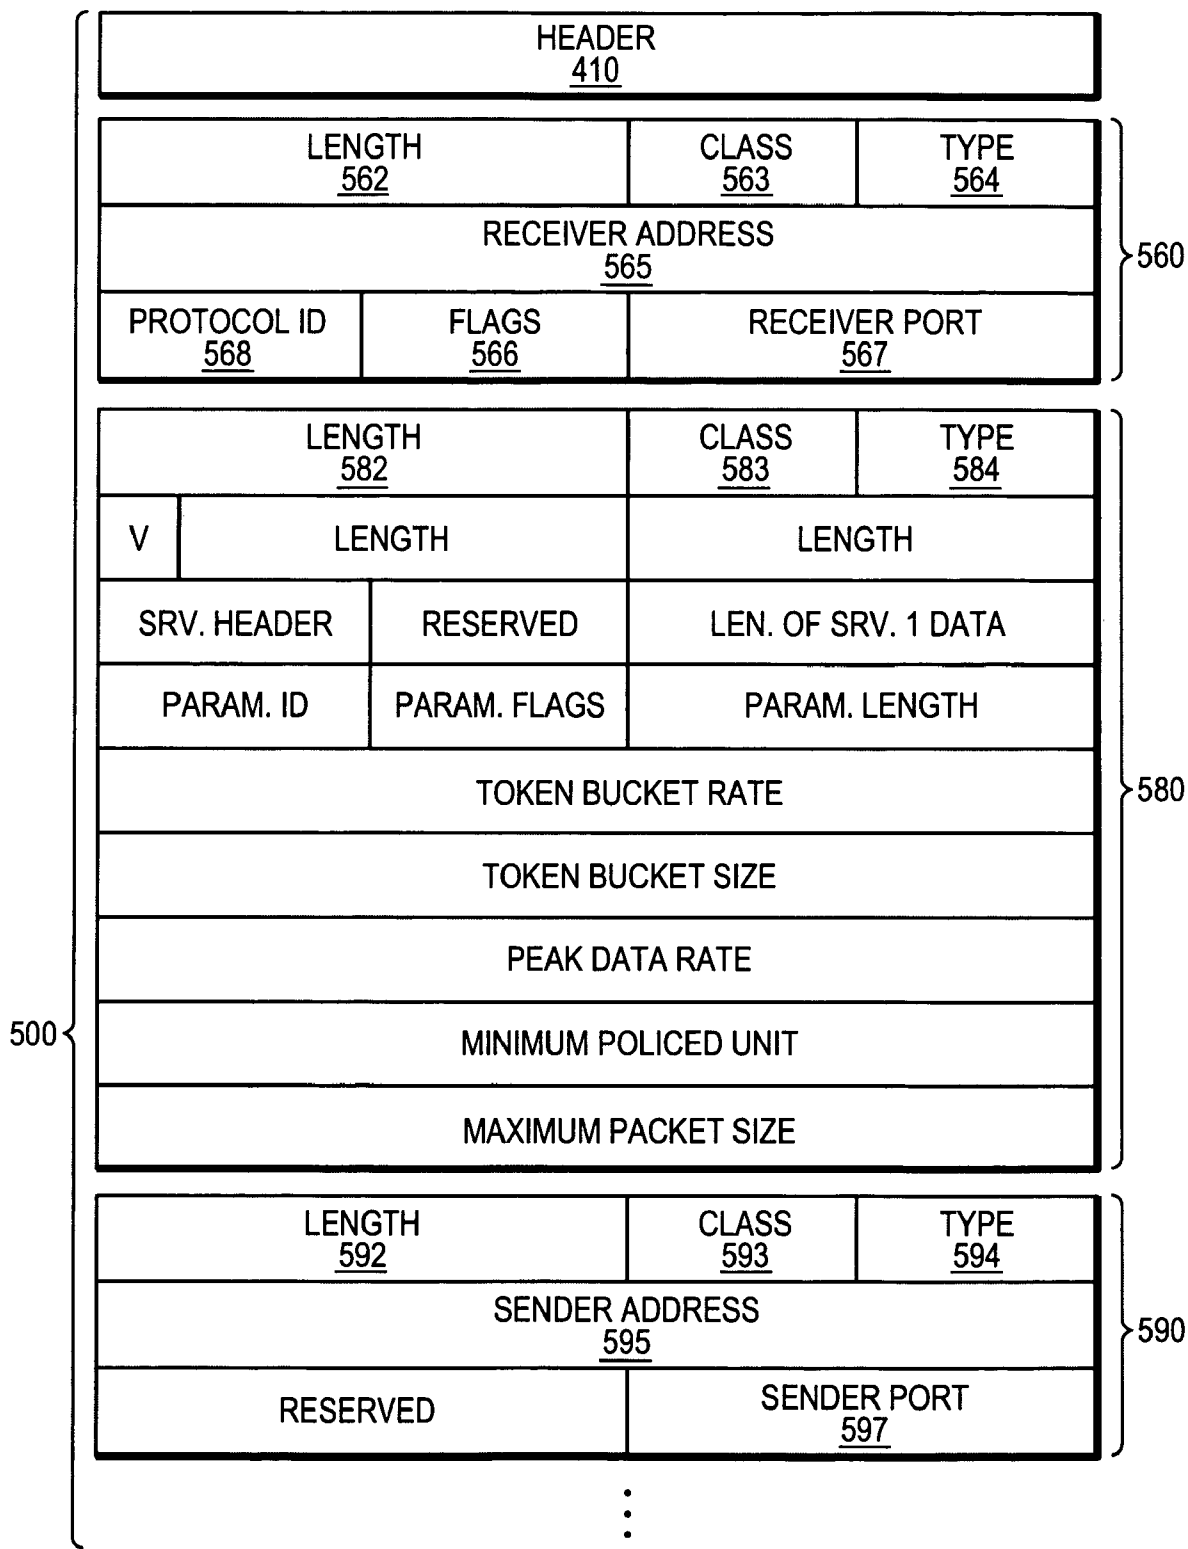 HEADER
410
LENGTH CLASS TYPE
562 563 564
RECEIVER ADDRESS
565
560
PROTOCOL ID FLAGS RECEIVER PORT
568 566 567
LENGTH CLASS TYPE
582 583 584
V LENGTH LENGTH
SRV. HEADER RESERVED LEN. OF SRV. 1 DATA
PARAM. ID PARAM. FLAGS PARAM. LENGTH
TOKEN BUCKET RATE
580
TOKEN BUCKET SIZE
PEAK DATA RATE
500
MINIMUM POLICED UNIT
MAXIMUM PACKET SIZE
LENGTH CLASS TYPE
592 593 594
SENDER ADDRESS
595
590
RESERVED SENDER PORT
597